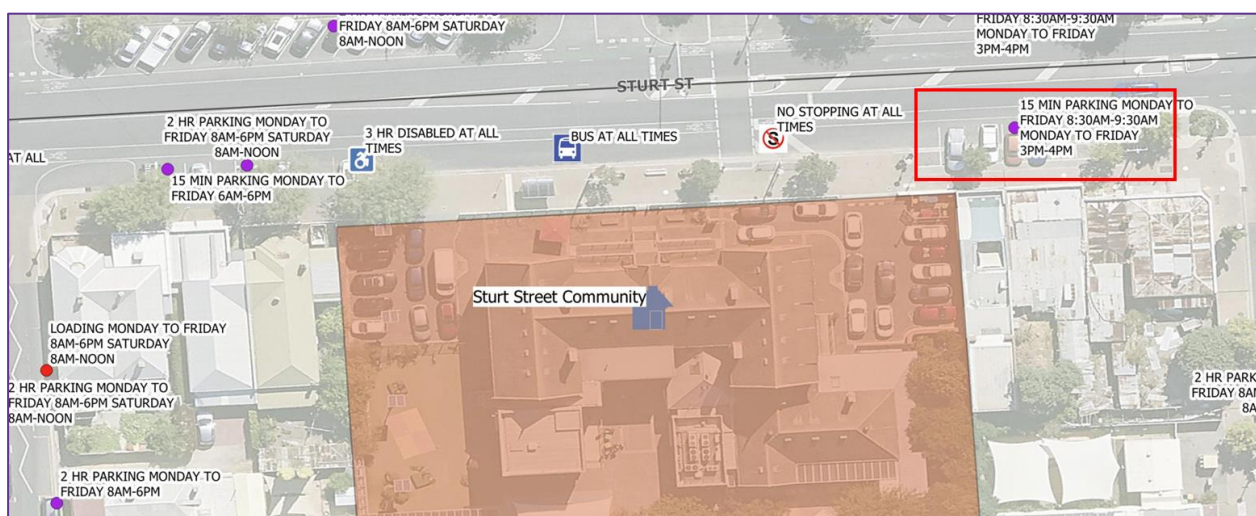 FRIDAY 8AM-6PM SATURDAY
8AM-NOON
FRIDAY 8:30AM-9:30AM
MONDAY TO FRIDAY
3PM-4PM
STURT ST
15 MIN PARKING MONDAY TO
FRIDAY 8:30AM-9:30AM
MONDAY TO FRIDAY
3PM-4PM
2 HR PARKING MONDAY TO
FRIDAY 8AM-6PM SATURDAY
8AM-NOON
3 HR DISABLED AT ALL
TIMES
BUS AT ALL TIMES
NO STOPPING AT ALL
TIMES
S
AT ALL
15 MIN PARKING MONDAY TO
FRIDAY 6AM-6PM
Sturt Street Community
LOADING MONDAY TO FRIDAY
8AM-6PM SATURDAY
8AM-NOON
2 HR PARKING MONDAY TO
FRIDAY 8AM-6PM SATURDAY
8AM-NOON
2 HR PARK
FRIDAY 8AM
8A
2 HR PARKING MONDAY TO
FRIDAY 8AM-6PM